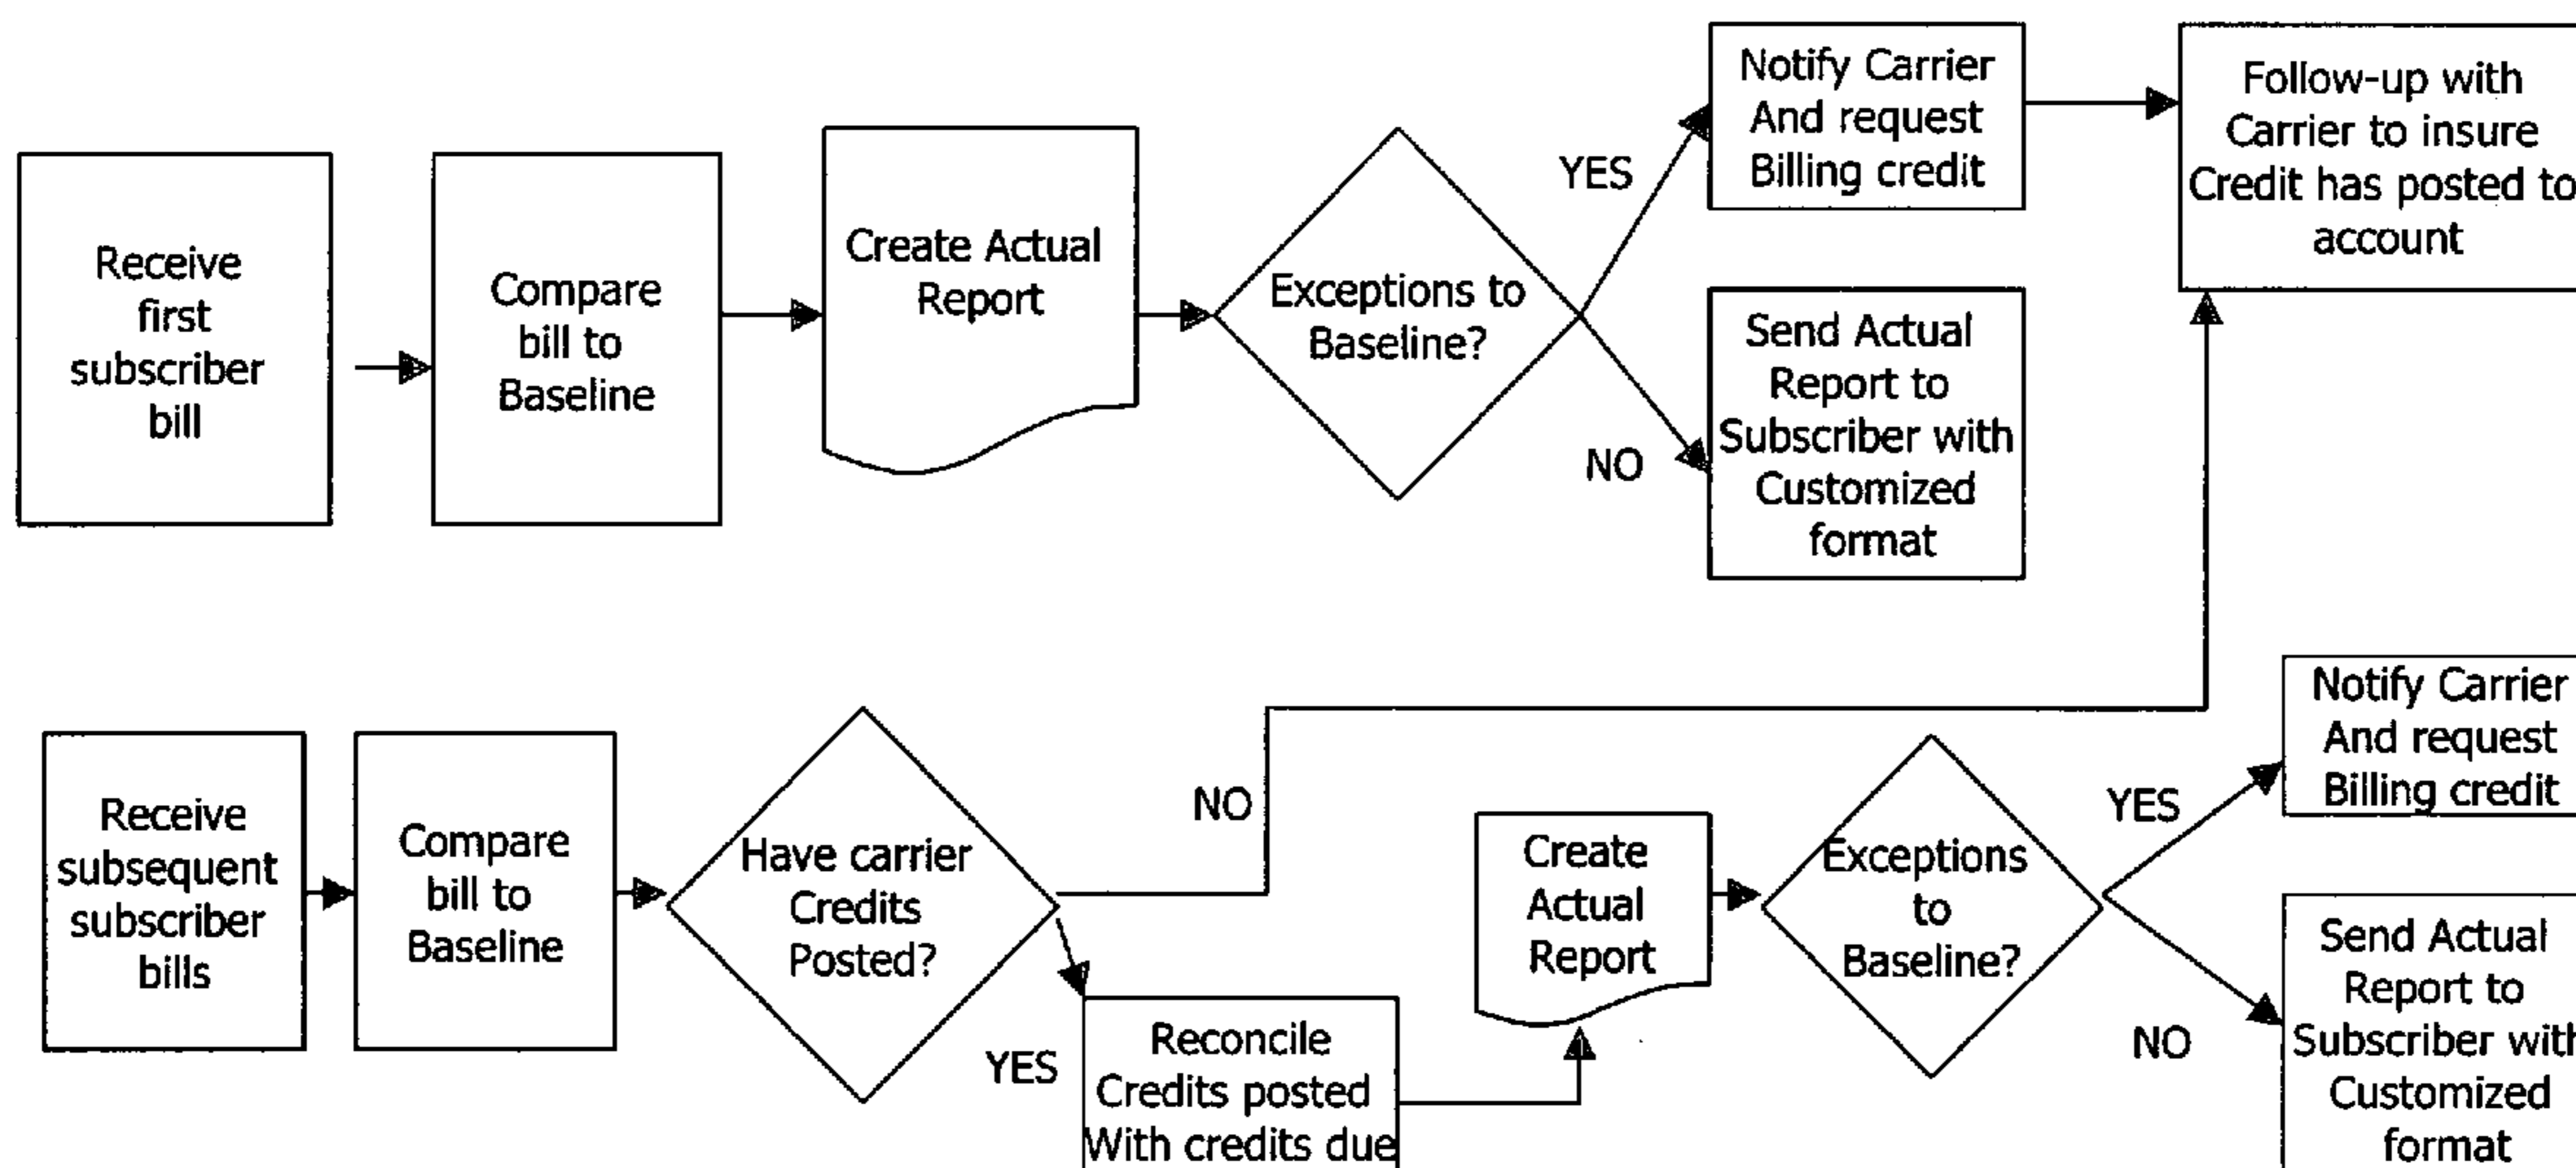 Receive
first
subscriber
bill
Compare
bill to
Baseline
Create Actual
Report
Exceptions to
Baseline?
YES
NO
Notify Carrier
And request
Billing credit
Send Actual
Report to
Subscriber with
Customized
format
Follow-up with
Carrier to insure
Credit has posted to
account
Receive
subsequent
subscriber
bills
Compare
bill to
Baseline
Have carrier
Credits
Posted?
NO
YES
Reconcile
Credits posted
With credits due
Create
Actual
Report
Exceptions
to
Baseline?
YES
NO
Notify Carrier
And request
Billing credit
Send Actual
Report to
Subscriber with
Customized
format